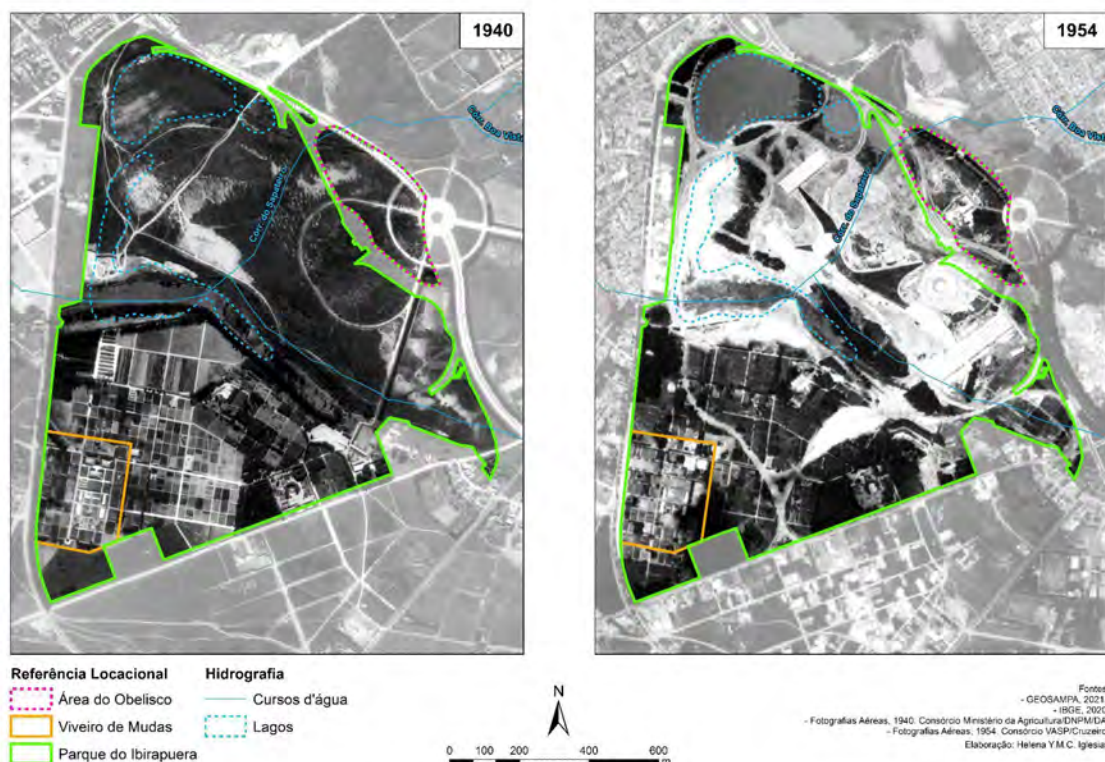 1940
Córr. Boa Vista
Córr. do Sapateiro
1954
Córr. Boa Vista
Córr. do Sapateiro
Referência Locacional
Área do Obelisco
Viveiro de Mudas
Parque do Ibirapuera
Hidrografia
Cursos d'água
Lagos
N
0 100 200 400 600
m
Fontes
- GEOSAMPA, 2021
- IBGE, 2020
- Fotografias Aéreas, 1940. Consórcio Ministério da Agricultura/DNPM/DA
- Fotografias Aéreas, 1954. Consórcio VASP/Cruzeiro
Elaboração: Helena Y.M.C. Iglesia